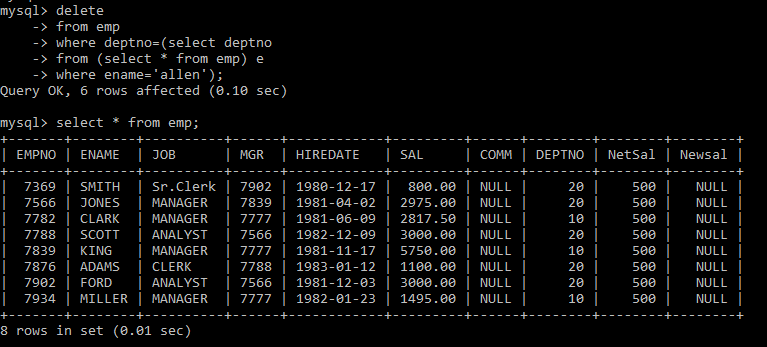 mysql> delete
    -> from emp
    -> where deptno=(select deptno
    -> from (select * from emp) e
    -> where ename='allen');
Query OK, 6 rows affected (0.10 sec)

mysql> select * from emp;
+-------+--------+----------+------+------------+---------+------+--------+--------+--------+
| EMPNO | ENAME  | JOB      | MGR  | HIREDATE   | SAL     | COMM | DEPTNO | NetSal | Newsal |
+-------+--------+----------+------+------------+---------+------+--------+--------+--------+
|  7369 | SMITH  | Sr.Clerk | 7902 | 1980-12-17 |  800.00 | NULL |     20 |    500 |   NULL |
|  7566 | JONES  | MANAGER  | 7839 | 1981-04-02 | 2975.00 | NULL |     20 |    500 |   NULL |
|  7782 | CLARK  | MANAGER  | 7777 | 1981-06-09 | 2817.50 | NULL |     10 |    500 |   NULL |
|  7788 | SCOTT  | ANALYST  | 7566 | 1982-12-09 | 3000.00 | NULL |     20 |    500 |   NULL |
|  7839 | KING   | MANAGER  | 7777 | 1981-11-17 | 5750.00 | NULL |     10 |    500 |   NULL |
|  7876 | ADAMS  | CLERK    | 7788 | 1983-01-12 | 1100.00 | NULL |     20 |    500 |   NULL |
|  7902 | FORD   | ANALYST  | 7566 | 1981-12-03 | 3000.00 | NULL |     20 |    500 |   NULL |
|  7934 | MILLER | MANAGER  | 7777 | 1982-01-23 | 1495.00 | NULL |     10 |    500 |   NULL |
+-------+--------+----------+------+------------+---------+------+--------+--------+--------+
8 rows in set (0.01 sec)